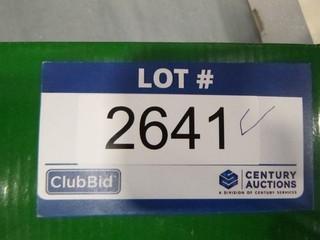 LOT #
2641
ClubBid
CENTURY
AUCTIONS
A DIVISION OF CENTURY SERVICES